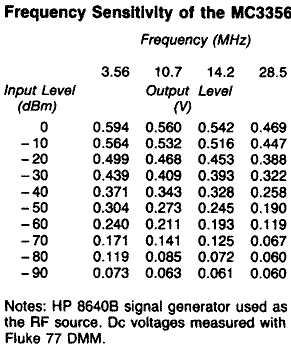 Frequency Sensitivity of the MC3356
Frequency (MHz)
3.56 10.7 14.2 28.5
Input Level Output Level
(dBm) (V)
0 0.594 0.560 0.542 0.469
-10 0.564 0.532 0.516 0.447
-20 0.499 0.468 0.453 0.388
-30 0.439 0.409 0.393 0.322
-40 0.371 0.343 0.328 0.258
-50 0.304 0.273 0.245 0.190
-60 0.240 0.211 0.193 0.119
-70 0.171 0.141 0.125 0.067
-80 0.119 0.085 0.072 0.060
-90 0.073 0.063 0.061 0.060
Notes: HP 8640B signal generator used as
the RF source. Dc voltages measured with
Fluke 77 DMM.